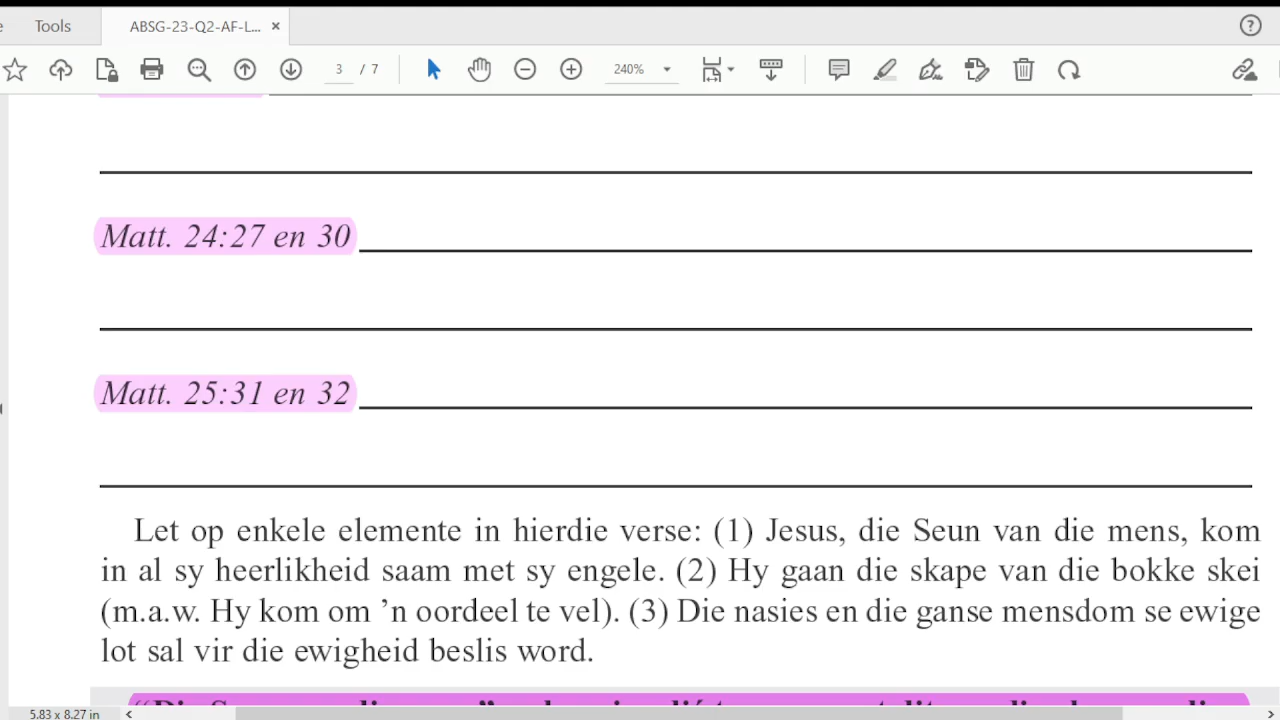 Tools
ABSG-23-Q2-AF-L...
3 / 7
240%
Matt. 24:27 en 30
Matt. 25:31 en 32
Let op enkele elemente in hierdie verse: (1) Jesus, die Seun van die mens, kom
in al sy heerlikheid saam met sy engele. (2) Hy gaan die skape van die bokke skei
(m.a.w. Hy kom om ’n oordeel te vel). (3) Die nasies en die ganse mensdom se ewige
lot sal vir die ewigheid beslis word.
5.83 x 8.27 in